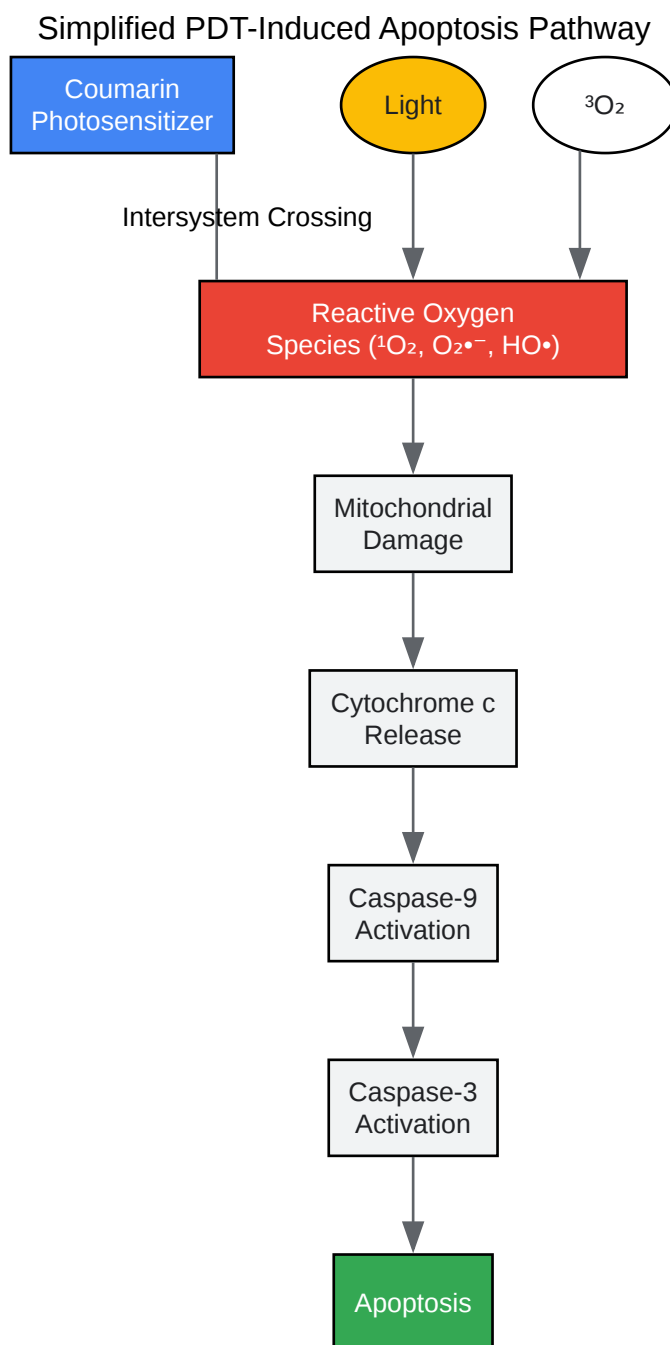 Simplified PDT-Induced Apoptosis Pathway
Coumarin
Photosensitizer
Light
³O₂
Intersystem Crossing
Reactive Oxygen
Species (¹O₂, O₂•⁻, HO•)
Mitochondrial
Damage
Cytochrome c
Release
Caspase-9
Activation
Caspase-3
Activation
Apoptosis